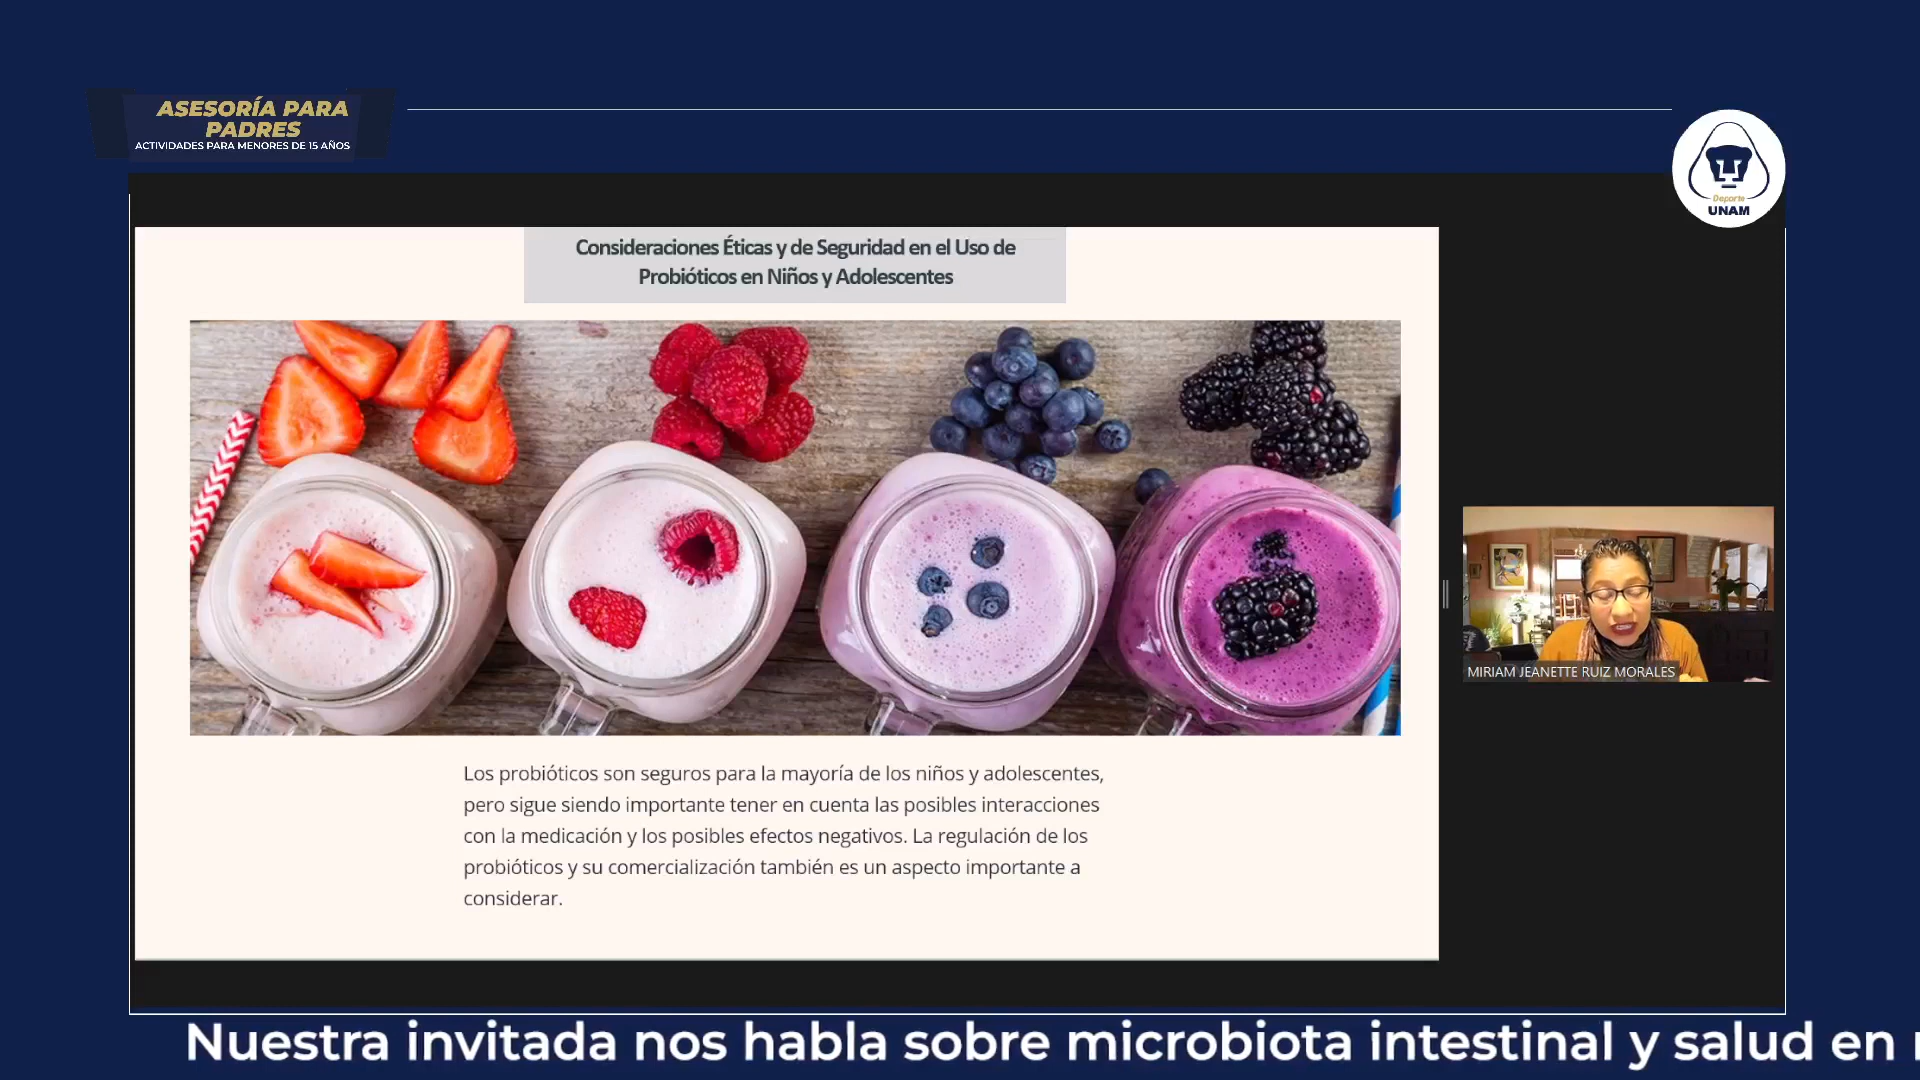 ASESORÍA PARA
PADRES
ACTIVIDADES PARA MENORES DE 15 AÑOS
Deporte
UNAM
Consideraciones Éticas y de Seguridad en el Uso de
Probióticos en Niños y Adolescentes
MIRIAM JEANETTE RUIZ MORALES
Los probióticos son seguros para la mayoría de los niños y adolescentes,
pero sigue siendo importante tener en cuenta las posibles interacciones
con la medicación y los posibles efectos negativos. La regulación de los
probióticos y su comercialización también es un aspecto importante a
considerar.
Nuestra invitada nos habla sobre microbiota intestinal y salud en